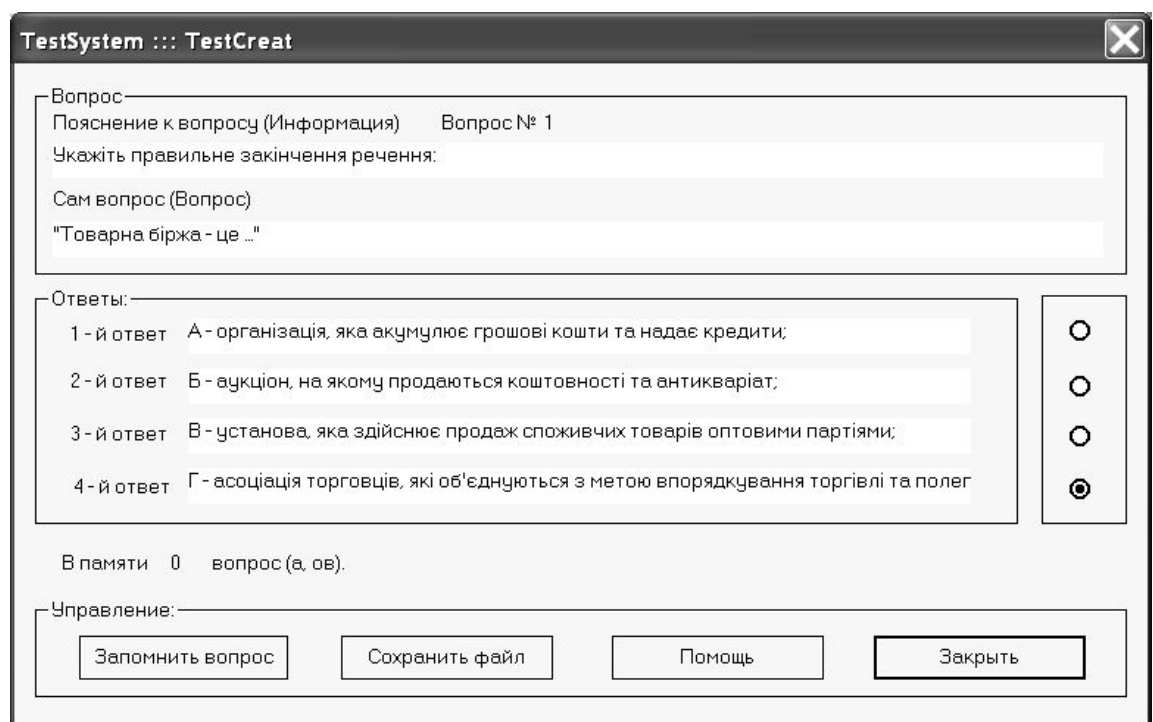 TestSystem ::: TestCreat
Вопрос
Пояснение к вопросу (Информация) Вопрос № 1
Укажіть правильне закінчення речення:
Сам вопрос (Вопрос)
"Товарна біржа - це ..."
Ответы:
1 - й ответ А - організація, яка акумулює грошові кошти та надає кредити;
2 - й ответ Б - аукціон, на якому продаються коштовності та антикваріат;
3 - й ответ В - установа, яка здійснює продаж споживчих товарів оптовими партіями;
4 - й ответ Г - асоціація торговців, які об'єднуються з метою впорядкування торгівлі та полег
В памяти 0 вопрос (а, ов).
Управление:
Запомнить вопрос Сохранить файл Помощь Закрыть